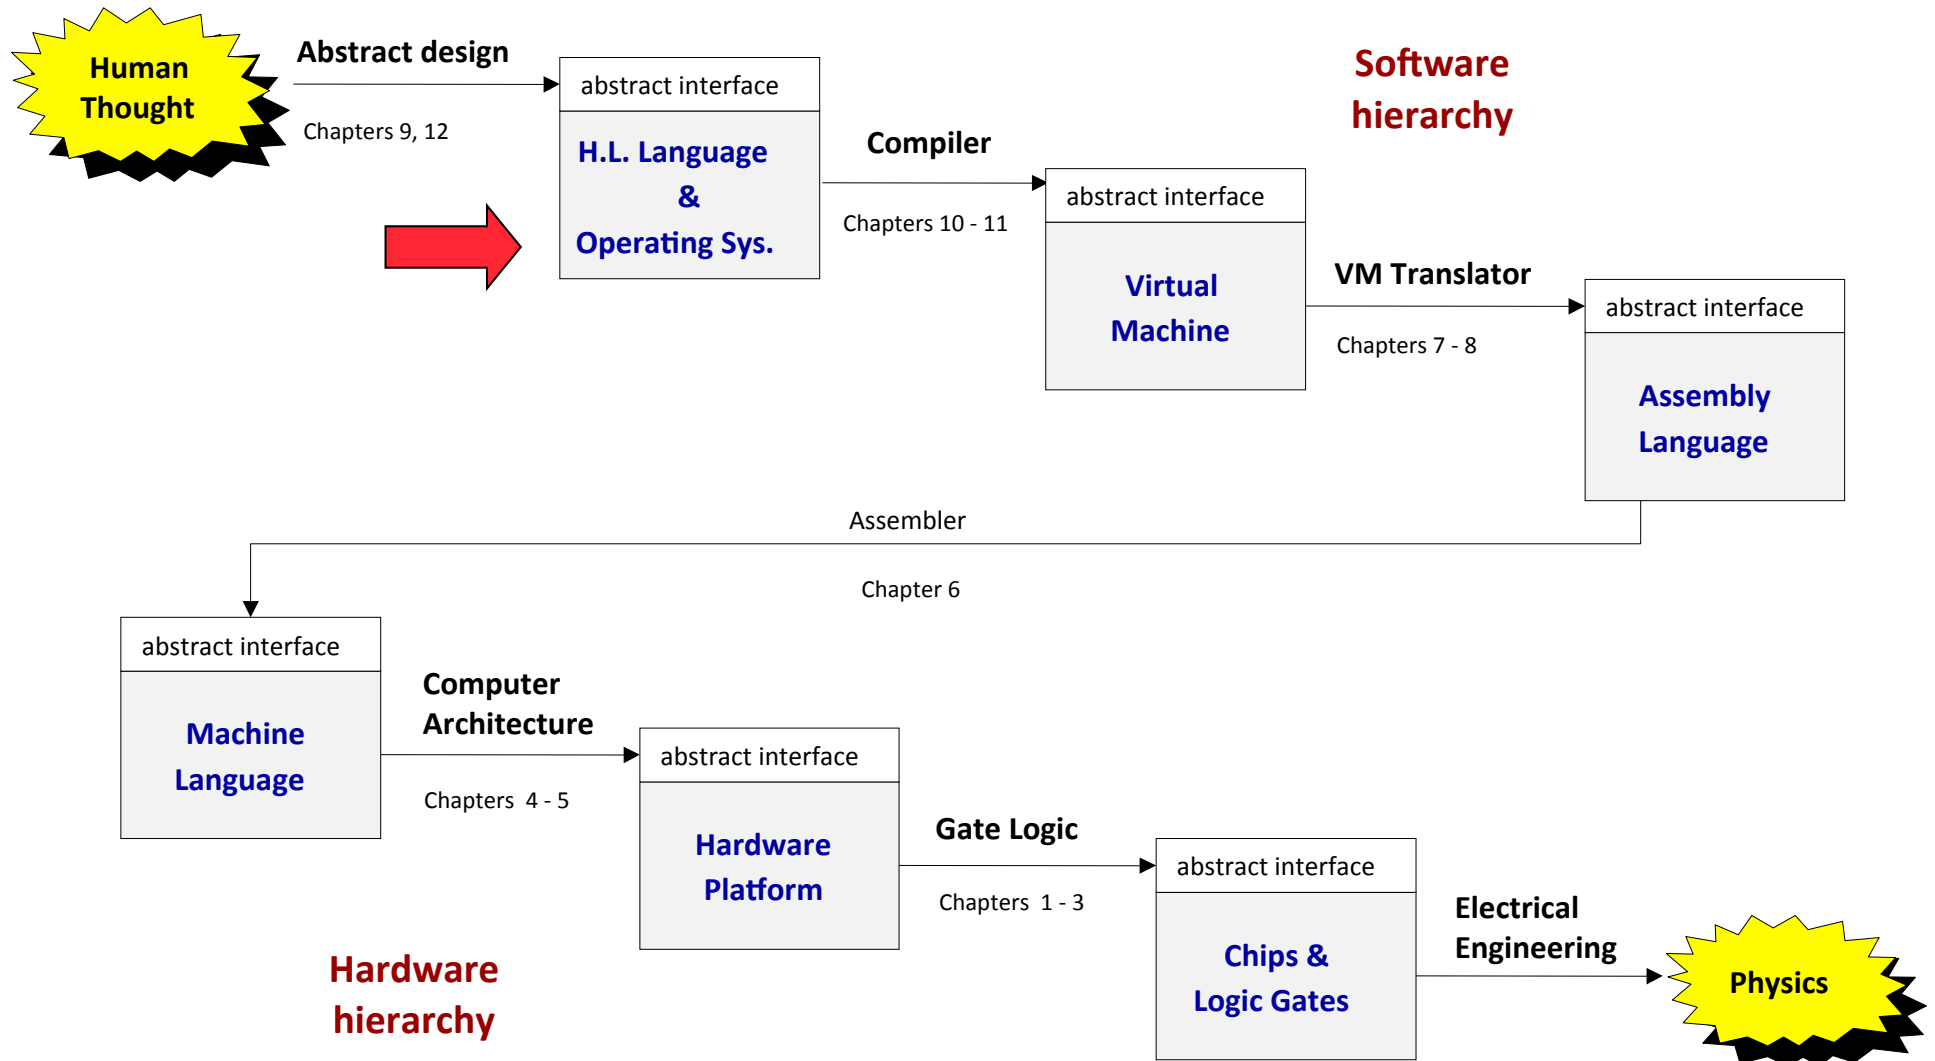 Human
Thought
Abstract design
Chapters 9, 12
abstract interface
H.L. Language
&
Operating Sys.
Software
hierarchy
Compiler
Chapters 10 - 11
abstract interface
Virtual
Machine
VM Translator
Chapters 7 - 8
abstract interface
Assembly
Language
Assembler
Chapter 6
abstract interface
Machine
Language
Computer
Architecture
Chapters 4 - 5
abstract interface
Hardware
Platform
Gate Logic
Chapters 1 - 3
abstract interface
Chips &
Logic Gates
Electrical
Engineering
Physics
Hardware
hierarchy